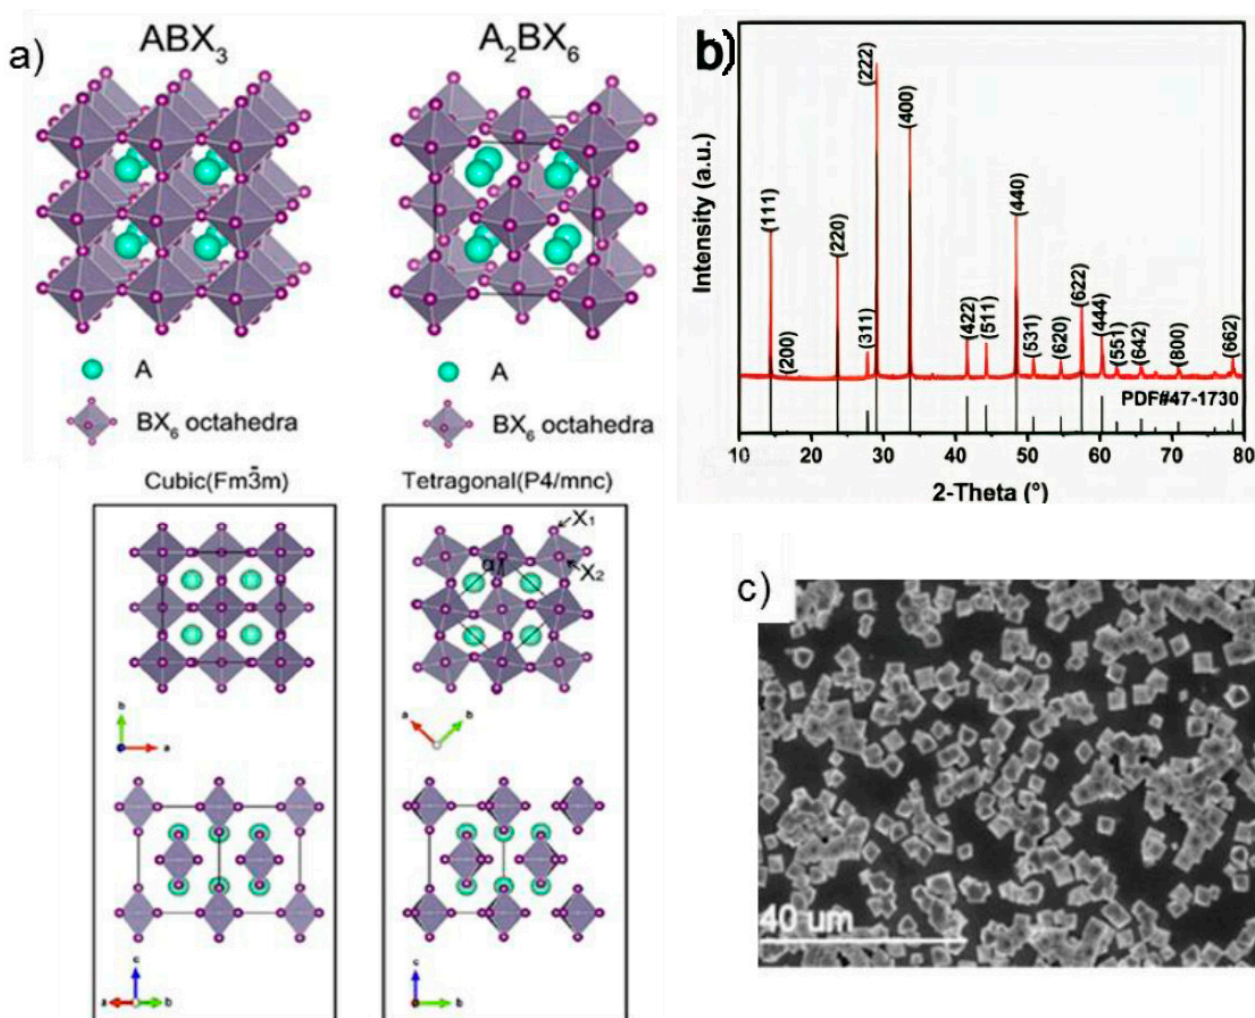 a)
ABX3
A2BX6
A
A
BX6 octahedra
BX6 octahedra
Cubic(Fm3̄m)
Tetragonal(P4/mnc)
X1
X2
α
b
a
a
b
c
a
b
c
b
b)
Intensity (a.u.)
(111)
(200)
(220)
(311)
(222)
(400)
(422)
(511)
(440)
(531)
(620)
(622)
(444)
(551)
(642)
(800)
(662)
PDF#47-1730
10 20 30 40 50 60 70 80
2-Theta (°)
c)
40 um